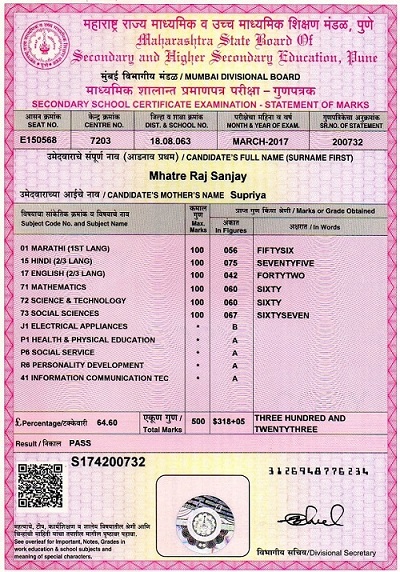 महाराष्ट्र राज्य माध्यमिक व उच्च माध्यमिक शिक्षण मंडळ, पुणे
Maharashtra State Board Of
Secondary and Higher Secondary Education, Pune
मुंबई विभागीय मंडळ / MUMBAI DIVISIONAL BOARD
माध्यमिक शालान्त प्रमाणपत्र परीक्षा - गुणपत्रक
SECONDARY SCHOOL CERTIFICATE EXAMINATION - STATEMENT OF MARKS
आसन क्रमांक केंद्र क्रमांक जिल्हा व शाळा क्रमांक परीक्षेचा महिना व वर्ष गुणपत्रिकेचा अनुक्रमांक
SEAT NO. CENTRE NO. DIST. & SCHOOL NO. MONTH & YEAR OF EXAM. SR.NO. OF STATEMENT
E150568 7203 18.08.063 MARCH-2017 200732
उमेदवाराचे संपूर्ण नाव (आडनाव प्रथम) / CANDIDATE'S FULL NAME (SURNAME FIRST)
Mhatre Raj Sanjay
उमेदवाराच्या आईचे नाव / CANDIDATE'S MOTHER'S NAME Supriya
विषयाचा सांकेतिक क्रमांक व विषयाचे नाव
Subject Code No. and Subject Name
कमाल गुण
Max. Marks
प्राप्त गुण किंवा श्रेणी / Marks or Grade Obtained
अंकात
In Figures
अक्षरात / In Words
01 MARATHI (1ST LANG) 100 056 FIFTYSIX
15 HINDI (2/3 LANG) 100 075 SEVENTYFIVE
17 ENGLISH (2/3 LANG) 100 042 FORTYTWO
71 MATHEMATICS 100 060 SIXTY
72 SCIENCE & TECHNOLOGY 100 060 SIXTY
73 SOCIAL SCIENCES 100 067 SIXTYSEVEN
J1 ELECTRICAL APPLIANCES * B
P1 HEALTH & PHYSICAL EDUCATION * A
P6 SOCIAL SERVICE * A
R6 PERSONALITY DEVELOPMENT * A
41 INFORMATION COMMUNICATION TEC * A
£ Percentage/टक्केवारी 64.60 एकूण गुण / Total Marks 500 $318+05 THREE HUNDRED AND
TWENTYTHREE
Result / निकाल PASS
S174200732
3126948776234
महत्वाचे, टीप, कार्यशिक्षण व शालेय विषयातील श्रेणी आणि
चिन्हांची माहिती मागील पृष्ठावर पहावी.
See overleaf for Important, Notes, Grades in
work education & school subjects and
meaning of special characters.
विभागीय सचिव/Divisional Secretary